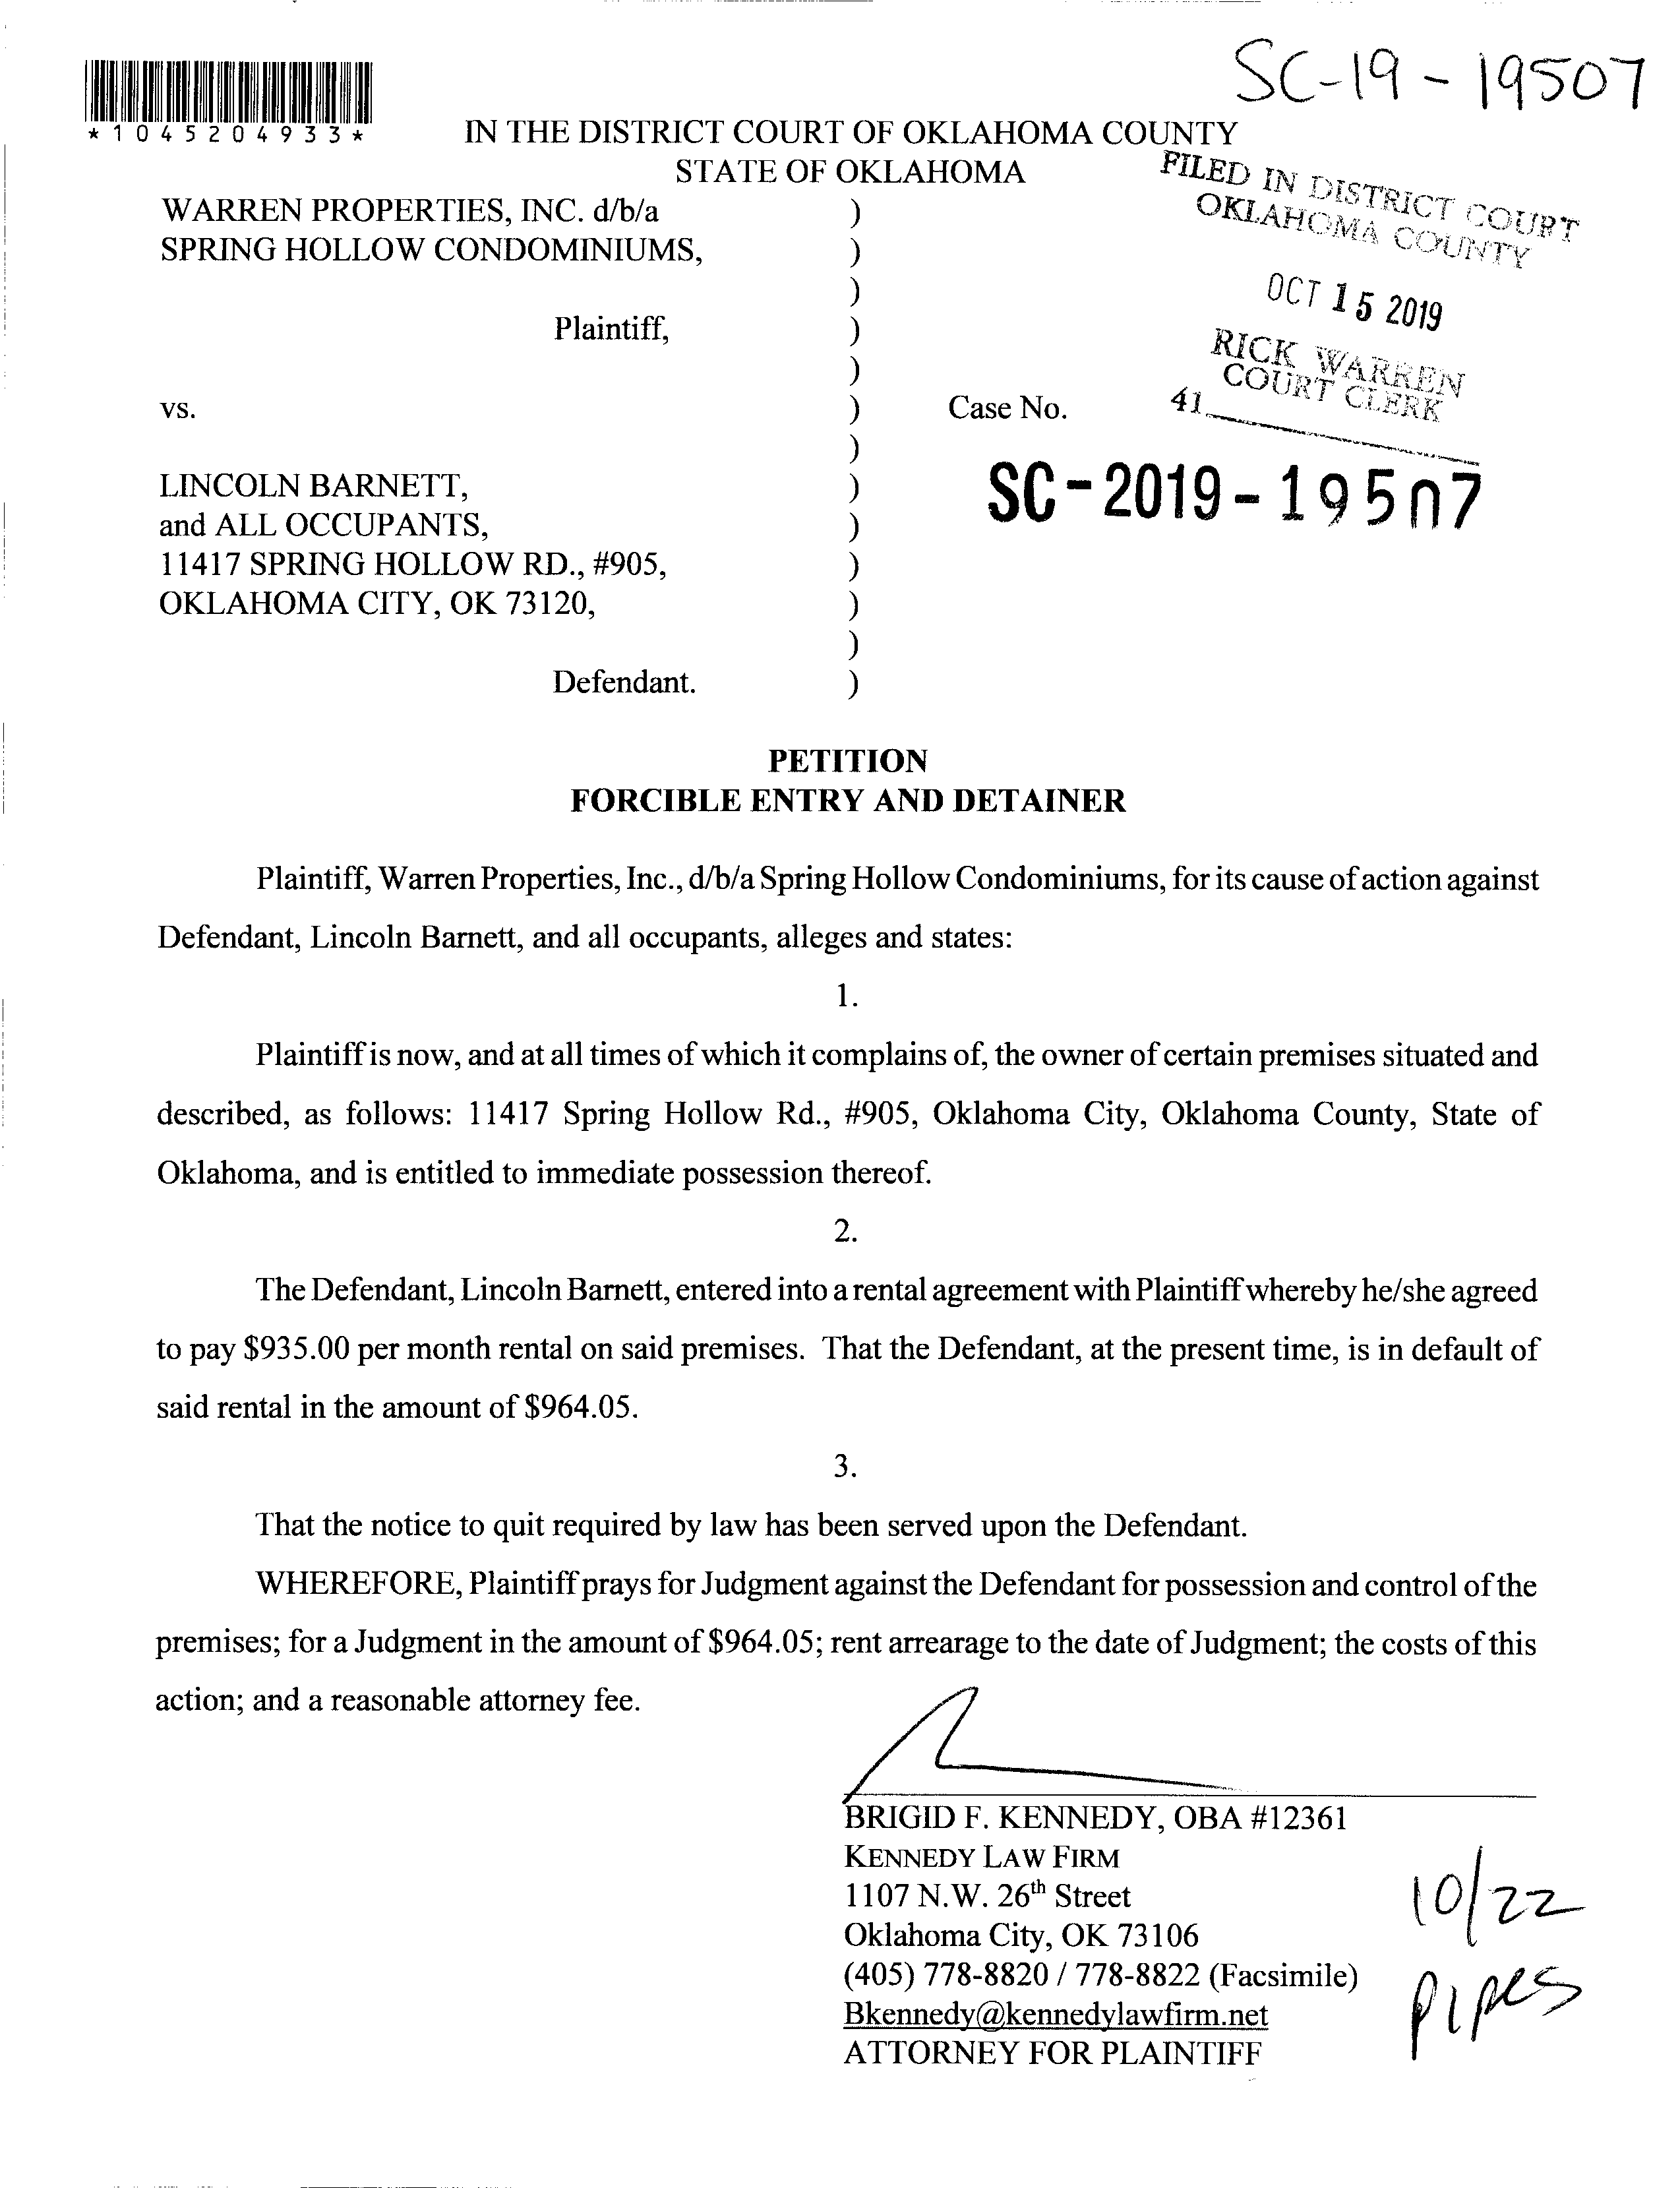 SC-19-19507
*1045204933*
IN THE DISTRICT COURT OF OKLAHOMA COUNTY
STATE OF OKLAHOMA
FILED IN DISTRICT COURT
OKLAHOMA COUNTY
OCT 15 2019
RICK WARREN
COURT CLERK
41
WARREN PROPERTIES, INC. d/b/a )
SPRING HOLLOW CONDOMINIUMS, )
)
Plaintiff, )
)
vs. ) Case No.
)
LINCOLN BARNETT, ) SC-2019-19507
and ALL OCCUPANTS, )
11417 SPRING HOLLOW RD., #905, )
OKLAHOMA CITY, OK 73120, )
)
Defendant. )
PETITION
FORCIBLE ENTRY AND DETAINER
Plaintiff, Warren Properties, Inc., d/b/a Spring Hollow Condominiums, for its cause of action against
Defendant, Lincoln Barnett, and all occupants, alleges and states:
1.
Plaintiff is now, and at all times of which it complains of, the owner of certain premises situated and
described, as follows: 11417 Spring Hollow Rd., #905, Oklahoma City, Oklahoma County, State of
Oklahoma, and is entitled to immediate possession thereof.
2.
The Defendant, Lincoln Barnett, entered into a rental agreement with Plaintiff whereby he/she agreed
to pay $935.00 per month rental on said premises. That the Defendant, at the present time, is in default of
said rental in the amount of $964.05.
3.
That the notice to quit required by law has been served upon the Defendant.
WHEREFORE, Plaintiff prays for Judgment against the Defendant for possession and control of the
premises; for a Judgment in the amount of $964.05; rent arrearage to the date of Judgment; the costs of this
action; and a reasonable attorney fee.
BRIGID F. KENNEDY, OBA #12361
KENNEDY LAW FIRM
1107 N.W. 26th Street
Oklahoma City, OK 73106
(405) 778-8820 / 778-8822 (Facsimile)
Bkennedy@kennedylawfirm.net
ATTORNEY FOR PLAINTIFF
10/22
pipes